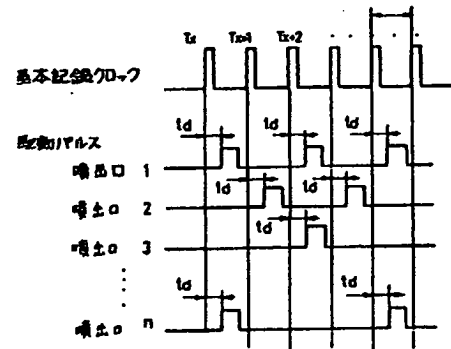 Tx Tx+1 Tx+2 . . . .
基本記録クロック
駆動パルス
td td td
噴出口 1
td td
噴出口 2
td
噴出口 3
td td
噴出口 n